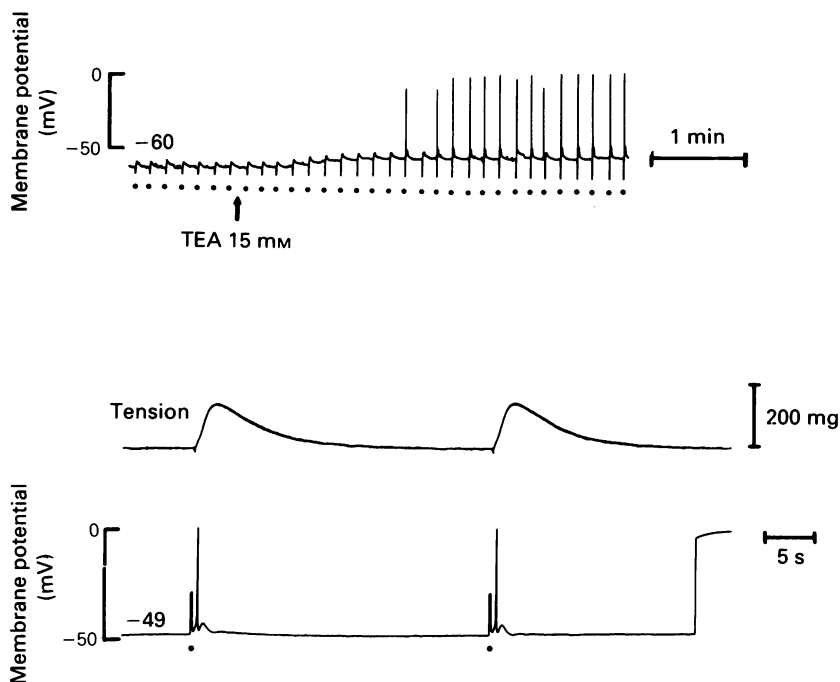 Membrane potential
(mV)
0
−50
−60
1 min
TEA 15 mM
Tension
200 mg
Membrane potential
(mV)
0
−50
−49
5 s